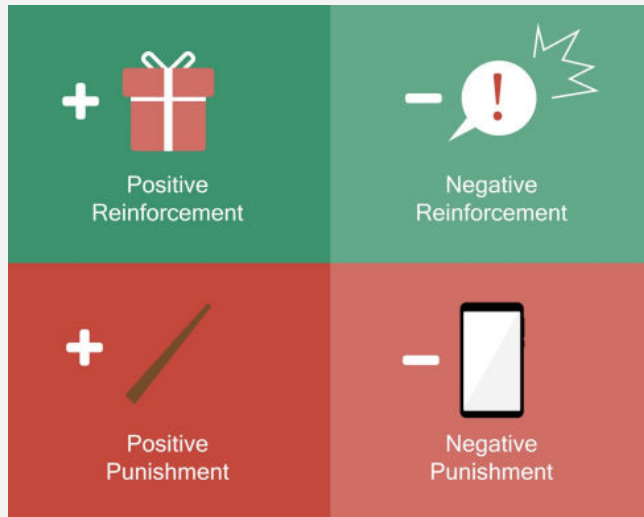 Positive
Reinforcement
Negative
Reinforcement
Positive
Punishment
Negative
Punishment